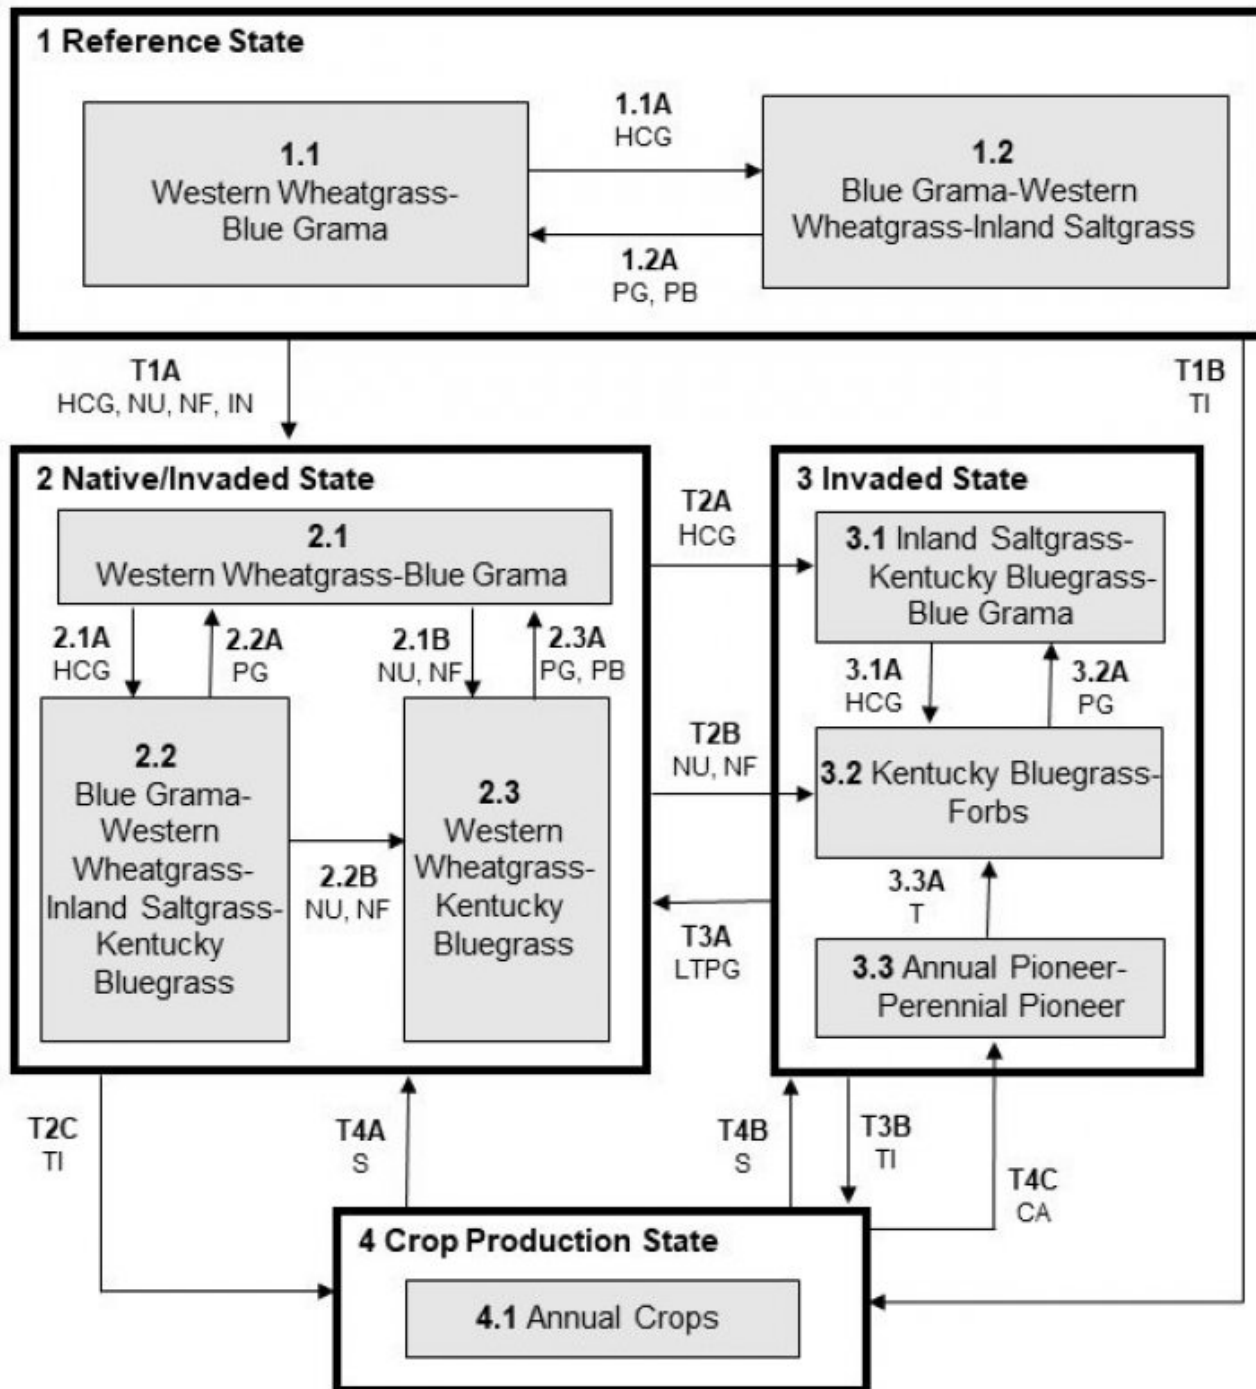 1 Reference State
1.1
Western Wheatgrass-
Blue Grama
1.1A
HCG
1.2A
PG, PB
1.2
Blue Grama-Western
Wheatgrass-Inland Saltgrass
T1A
HCG, NU, NF, IN
T1B
TI
2 Native/Invaded State
2.1
Western Wheatgrass-Blue Grama
2.1A
HCG
2.2A
PG
2.1B
NU, NF
2.3A
PG, PB
2.2
Blue Grama-
Western
Wheatgrass-
Inland Saltgrass-
Kentucky
Bluegrass
2.2B
NU, NF
2.3
Western
Wheatgrass-
Kentucky
Bluegrass
T2A
HCG
T2B
NU, NF
T3A
LTPG
3 Invaded State
3.1 Inland Saltgrass-
Kentucky Bluegrass-
Blue Grama
3.1A
HCG
3.2A
PG
3.2 Kentucky Bluegrass-
Forbs
3.3A
T
3.3 Annual Pioneer-
Perennial Pioneer
T2C
TI
T4A
S
T4B
S
T3B
TI
T4C
CA
4 Crop Production State
4.1 Annual Crops